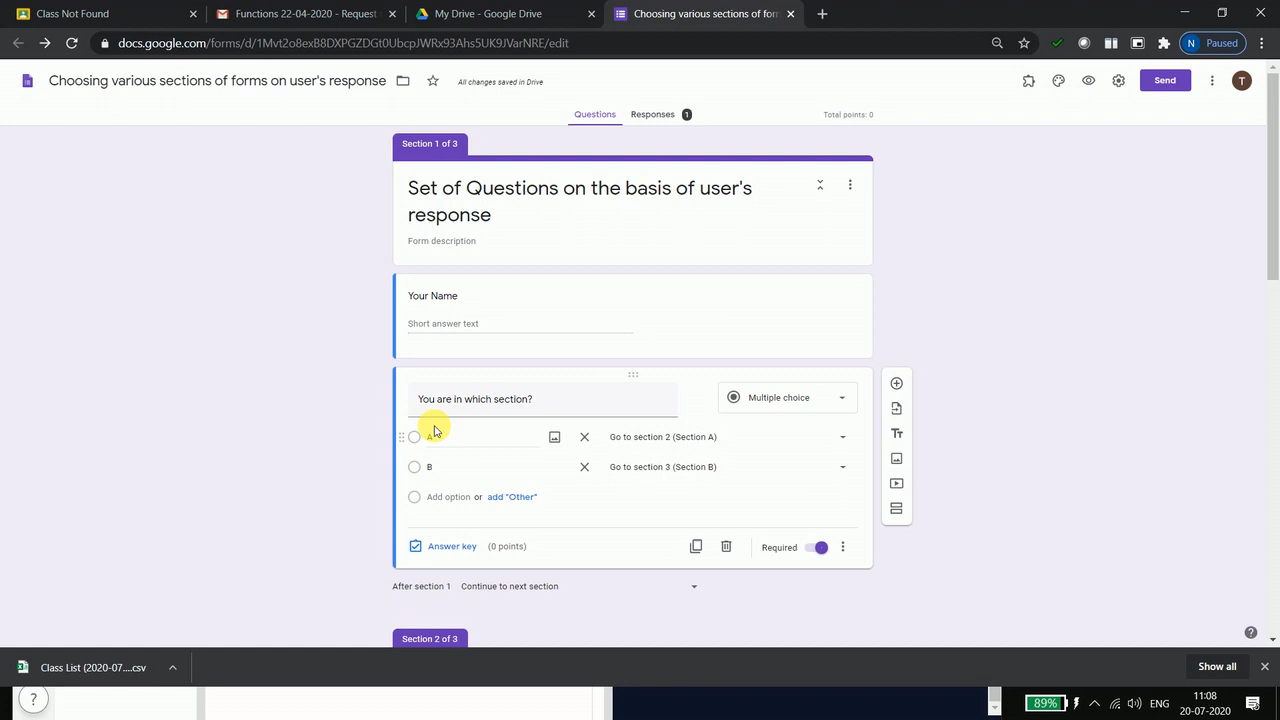 Class Not Found
Functions 22-04-2020 - Request
My Drive - Google Drive
Choosing various sections of form
docs.google.com/forms/d/1Mvt2o8exB8DXPGZDGt0UbcpJWRx93Ahs5UK9JVarNRE/edit
N Paused
Choosing various sections of forms on user's response
All changes saved in Drive
Send
T
Questions
Responses 1
Total points: 0
Section 1 of 3
Set of Questions on the basis of user's
response
Form description
Your Name
Short answer text
You are in which section?
Multiple choice
A
Go to section 2 (Section A)
B
Go to section 3 (Section B)
Add option or add "Other"
Answer key (0 points)
Required
After section 1 Continue to next section
Section 2 of 3
Class List (2020-07....csv
Show all
89%
ENG
11:08
20-07-2020